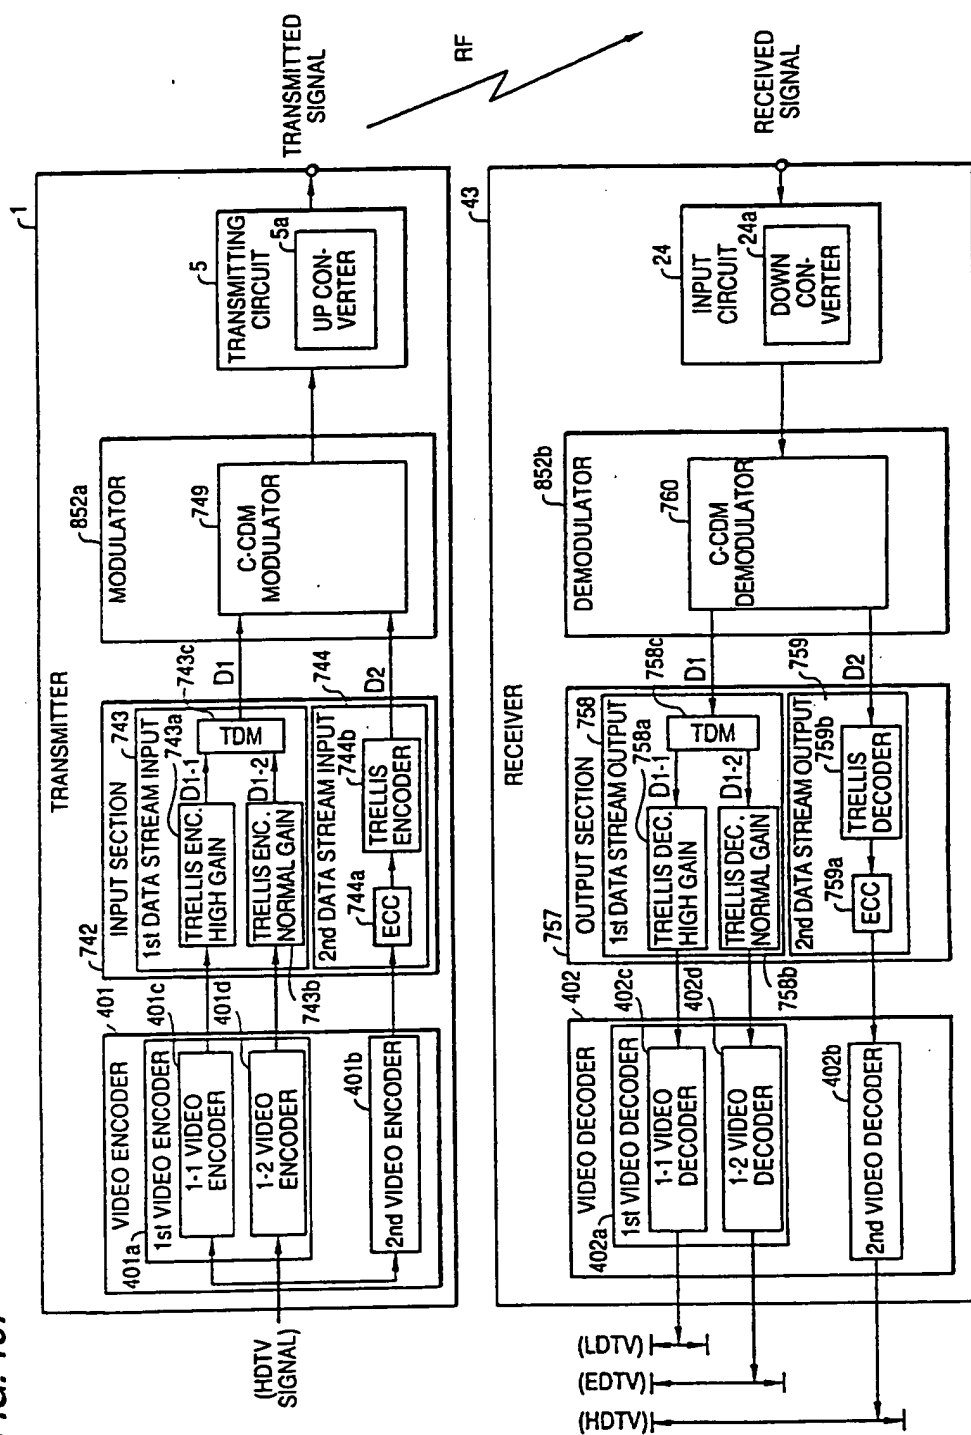 TRANSMITTER
1
(HDTV
SIGNAL)
VIDEO ENCODER
401
401a
1st VIDEO ENCODER
401c
1-1 VIDEO
ENCODER
401d
1-2 VIDEO
ENCODER
401b
2nd VIDEO ENCODER
742
INPUT SECTION
743
1st DATA STREAM INPUT
743a
TRELLIS ENC.
HIGH GAIN
D1-1
743c
TDM
TRELLIS ENC.
NORMAL GAIN
D1-2
743b
744
2nd DATA STREAM INPUT
744a
ECC
744b
TRELLIS
ENCODER
D1
D2
852a
MODULATOR
749
C-CDM
MODULATOR
5
TRANSMITTING
CIRCUIT
5a
UP CON-
VERTER
TRANSMITTED
SIGNAL
RF
RECEIVER
43
RECEIVED
SIGNAL
24
INPUT
CIRCUIT
24a
DOWN
CON-
VERTER
852b
DEMODULATOR
760
C-CDM
DEMODULATOR
D1
D2
757
OUTPUT SECTION
758
1st DATA STREAM OUTPUT
758a
TRELLIS DEC.
HIGH GAIN
D1-1
758c
TDM
TRELLIS DEC.
NORMAL GAIN
D1-2
758b
759
2nd DATA STREAM OUTPUT
759a
ECC
759b
TRELLIS
DECODER
402
VIDEO DECODER
402a
1st VIDEO DECODER
402c
1-1 VIDEO
DECODER
402d
1-2 VIDEO
DECODER
402b
2nd VIDEO DECODER
(LDTV)
(EDTV)
(HDTV)